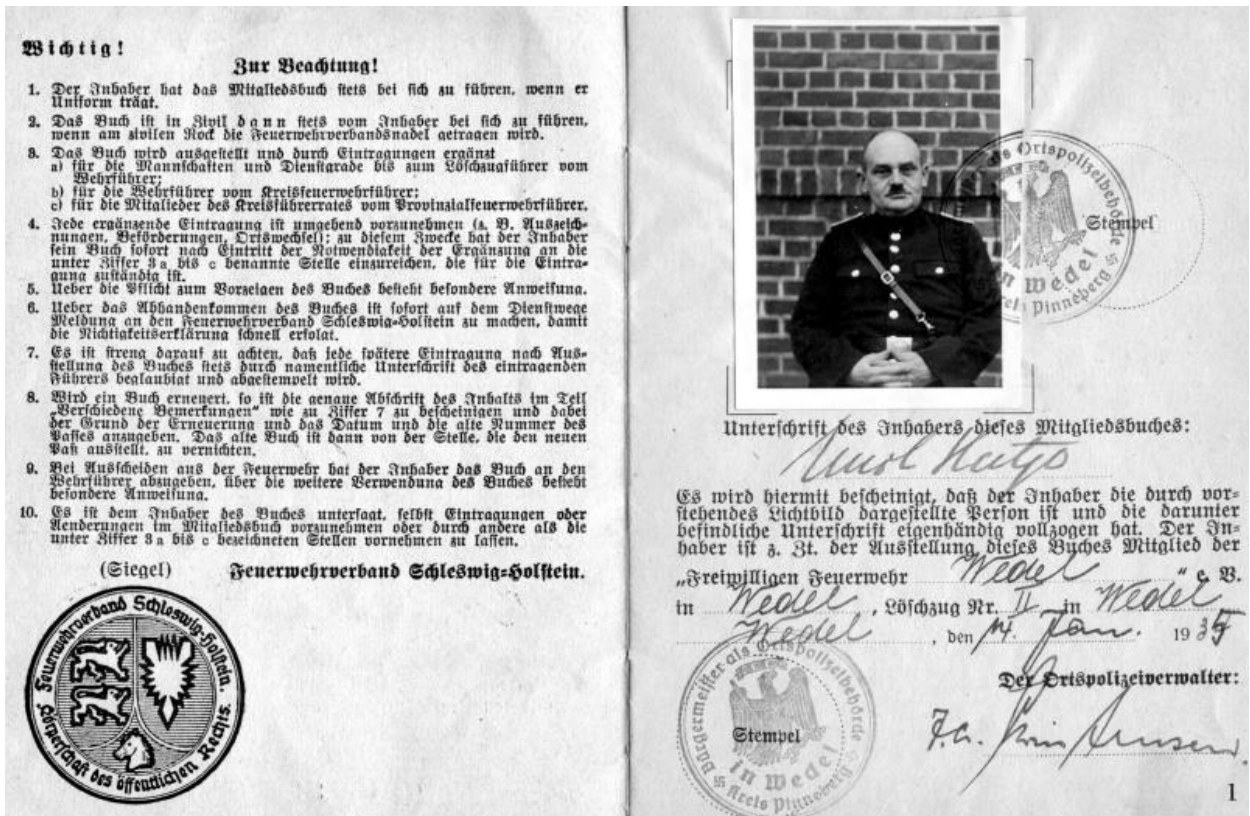 Wichtig!
Zur Beachtung!
1. Der Inhaber hat das Mitgliedsbuch stets bei sich zu führen, wenn er
Uniform trägt.
2. Das Buch ist in Zivil dann stets vom Inhaber bei sich zu führen,
wenn am zivilen Rock die Feuerwehrverbandsnadel getragen wird.
3. Das Buch wird ausgestellt und durch Eintragungen ergänzt
a) für die Mannschaften und Dienstgrade bis zum Löschzugführer vom
Wehrführer;
b) für die Wehrführer vom Kreisfeuerwehrführer;
c) für die Mitglieder des Kreisführerrates vom Provinzialfeuerwehrführer.
4. Jede ergänzende Eintragung ist umgehend vorzunehmen (z. B. Auszeich-
nungen, Beförderungen, Ortswechsel); zu diesem Zwecke hat der Inhaber
sein Buch sofort nach Eintritt der Notwendigkeit der Ergänzung an die
unter Ziffer 3a bis c benannte Stelle einzureichen, die für die Eintra-
gung zuständig ist.
5. Ueber die Pflicht zum Vorzeigen des Buches besteht besondere Anweisung.
6. Ueber das Abhandenkommen des Buches ist sofort auf dem Dienstwege
Meldung an den Feuerwehrverband Schleswig-Holstein zu machen, damit
die Nichtigkeitserklärung schnell erfolgt.
7. Es ist streng darauf zu achten, daß jede spätere Eintragung nach Aus-
stellung des Buches stets durch namentliche Unterschrift des eintragenden
Führers beglaubigt und abgestempelt wird.
8. Wird ein Buch erneuert, so ist die genaue Abschrift des Inhalts im Teil
„Verschiedene Bemerkungen“ wie zu Ziffer 7 zu bescheinigen und dabei
der Grund der Erneuerung und das Datum und die alte Nummer des
Passes anzugeben. Das alte Buch ist dann von der Stelle, die den neuen
Paß ausstellt, zu vernichten.
9. Bei Ausscheiden aus der Feuerwehr hat der Inhaber das Buch an den
Wehrführer abzugeben, über die weitere Verwendung des Buches besteht
besondere Anweisung.
10. Es ist dem Inhaber des Buches untersagt, selbst Eintragungen oder
Aenderungen im Mitgliedsbuch vorzunehmen oder durch andere als die
unter Ziffer 3a bis c bezeichneten Stellen vornehmen zu lassen.
(Siegel) Feuerwehrverband Schleswig-Holstein.
Feuerwehrverband Schleswig-Holstein.
Körperschaft des öffentlichen Rechts.
als Ortspolizeibehörde
Stempel
in Wedel
Kreis Pinneberg
Unterschrift des Inhabers dieses Mitgliedsbuches:
Es wird hiermit bescheinigt, daß der Inhaber die durch vor-
stehendes Lichtbild dargestellte Person ist und die darunter
befindliche Unterschrift eigenhändig vollzogen hat. Der In-
haber ist z. Zt. der Ausstellung dieses Buches Mitglied der
„Freiwilligen Feuerwehr Wedel“ e. V.
in Wedel, Löschzug Nr. II in Wedel
Wedel, den 14. Jan. 1935
Der Ortspolizeiverwalter:
Bürgermeister als Ortspolizeibehörde
Stempel
in Wedel
Kreis Pinneberg
1